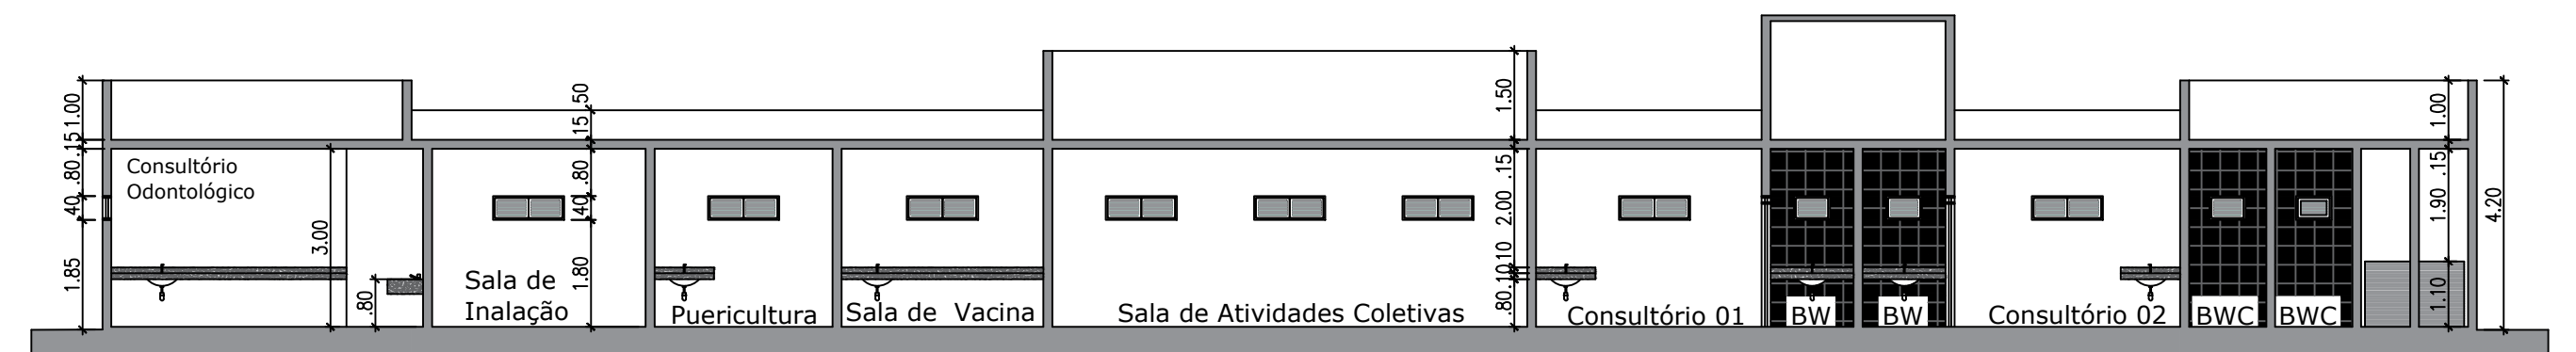 1.00
.15
.80
.40
1.85
Consultório
Odontológico
3.00
.80
Sala de
Inalação
.50
.15
.80
.40
1.80
Puericultura
Sala de Vacina
Sala de Atividades Coletivas
1.50
.15
2.00
.10
.10
.80
Consultório 01
BW
BW
Consultório 02
BWC
BWC
1.00
.15
1.90
1.10
4.20